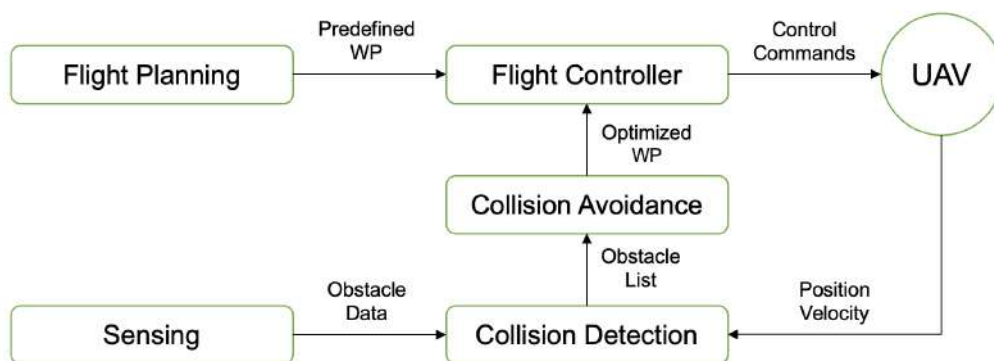 Predefined
WP
Control
Commands
Flight Planning
Flight Controller
UAV
Optimized
WP
Collision Avoidance
Obstacle
List
Obstacle
Data
Position
Velocity
Sensing
Collision Detection